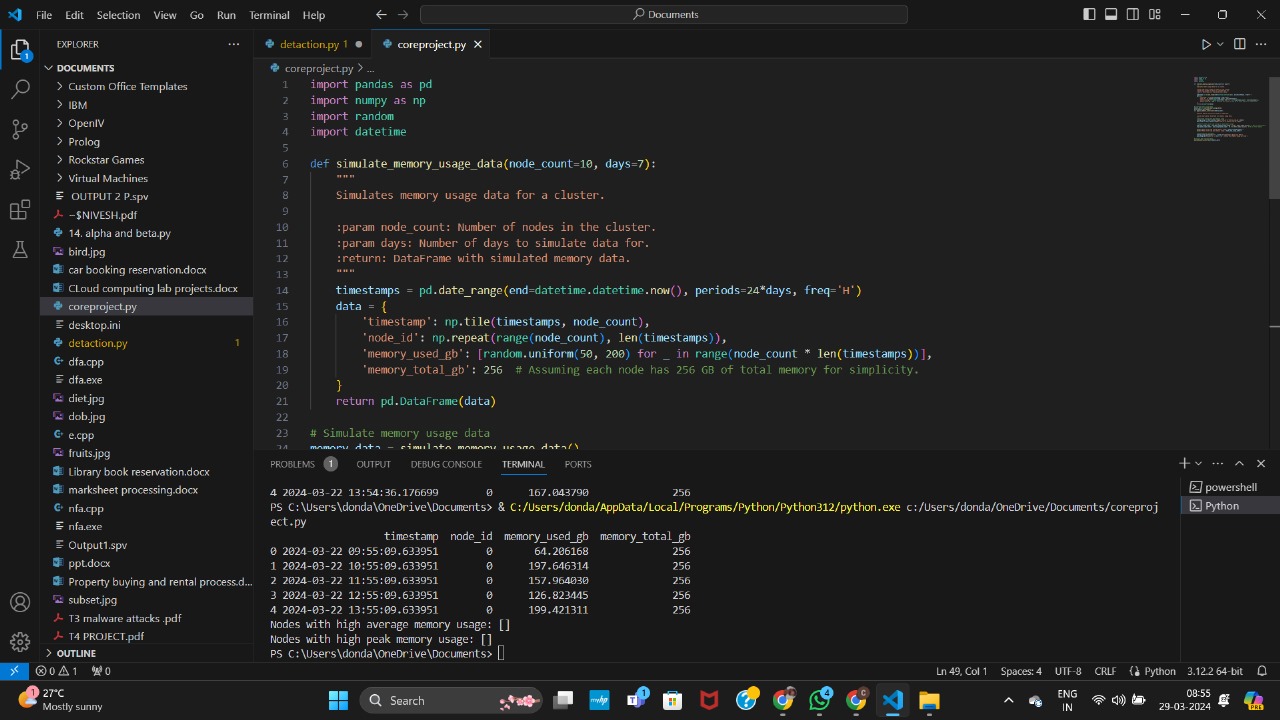 File Edit Selection View Go Run Terminal Help
Documents
EXPLORER
DOCUMENTS
Custom Office Templates
IBM
OpenIV
Prolog
Rockstar Games
Virtual Machines
OUTPUT 2 P.spv
~$NIVESH.pdf
14. alpha and beta.py
bird.jpg
car booking reservation.docx
CLoud computing lab projects.docx
coreproject.py
desktop.ini
detaction.py 1
dfa.cpp
dfa.exe
diet.jpg
dob.jpg
e.cpp
fruits.jpg
Library book reservation.docx
marksheet processing.docx
nfa.cpp
nfa.exe
Output1.spv
ppt.docx
Property buying and rental process.d...
subset.jpg
T3 malware attacks .pdf
T4 PROJECT.pdf
OUTLINE
detaction.py 1
coreproject.py
coreproject.py > ...
1 import pandas as pd
2 import numpy as np
3 import random
4 import datetime
5
6 def simulate_memory_usage_data(node_count=10, days=7):
7 """
8 Simulates memory usage data for a cluster.
9
10 :param node_count: Number of nodes in the cluster.
11 :param days: Number of days to simulate data for.
12 :return: DataFrame with simulated memory data.
13 """
14 timestamps = pd.date_range(end=datetime.datetime.now(), periods=24*days, freq='H')
15 data = {
16 'timestamp': np.tile(timestamps, node_count),
17 'node_id': np.repeat(range(node_count), len(timestamps)),
18 'memory_used_gb': [random.uniform(50, 200) for _ in range(node_count * len(timestamps))],
19 'memory_total_gb': 256 # Assuming each node has 256 GB of total memory for simplicity.
20 }
21 return pd.DataFrame(data)
22
23 # Simulate memory usage data
24 memory_data = simulate_memory_usage_data()
PROBLEMS 1 OUTPUT DEBUG CONSOLE TERMINAL PORTS
4 2024-03-22 13:54:36.176699 0 167.043790 256
PS C:\Users\donda\OneDrive\Documents> & C:/Users/donda/AppData/Local/Programs/Python/Python312/python.exe c:/Users/donda/OneDrive/Documents/coreproj
ect.py
timestamp node_id memory_used_gb memory_total_gb
0 2024-03-22 09:55:09.633951 0 64.206168 256
1 2024-03-22 10:55:09.633951 0 197.646314 256
2 2024-03-22 11:55:09.633951 0 157.964030 256
3 2024-03-22 12:55:09.633951 0 126.823445 256
4 2024-03-22 13:55:09.633951 0 199.421311 256
Nodes with high average memory usage: []
Nodes with high peak memory usage: []
PS C:\Users\donda\OneDrive\Documents>
powershell
Python
0 1 0
Ln 49, Col 1 Spaces: 4 UTF-8 CRLF Python 3.12.2 64-bit
27°C
Mostly sunny
Search
ENG
IN
08:55
29-03-2024